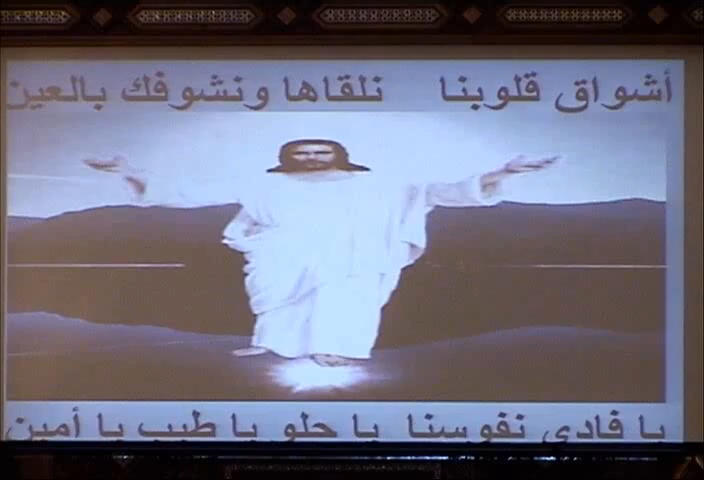 أشواق قلوبنا نلقاها ونشوفك بالعين
يا فادى نفوسنا يا حلو يا طيب يا أمين